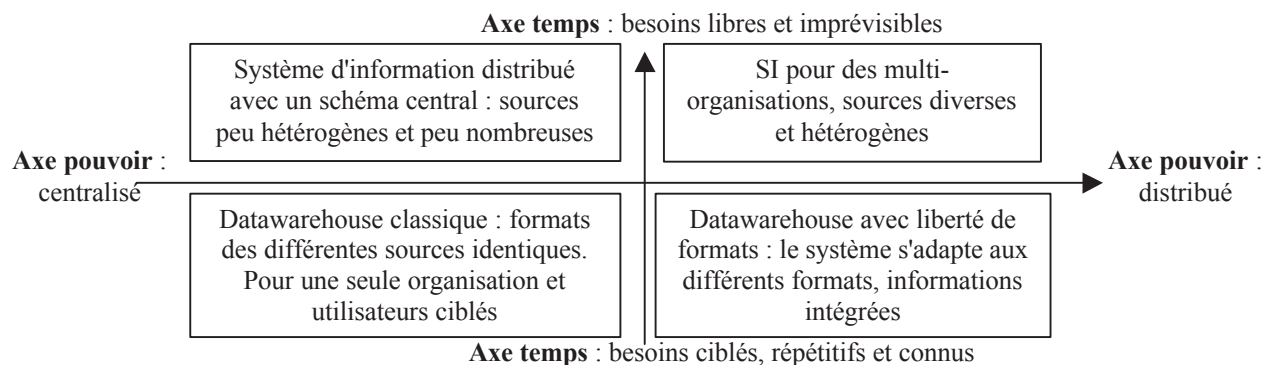 Axe temps : besoins libres et imprévisibles
Système d'information distribué
avec un schéma central : sources
peu hétérogènes et peu nombreuses
SI pour des multi-
organisations, sources diverses
et hétérogènes
Axe pouvoir :
centralisé
Axe pouvoir :
distribué
Datawarehouse classique : formats
des différentes sources identiques.
Pour une seule organisation et
utilisateurs ciblés
Datawarehouse avec liberté de
formats : le système s'adapte aux
différents formats, informations
intégrées
Axe temps : besoins ciblés, répétitifs et connus